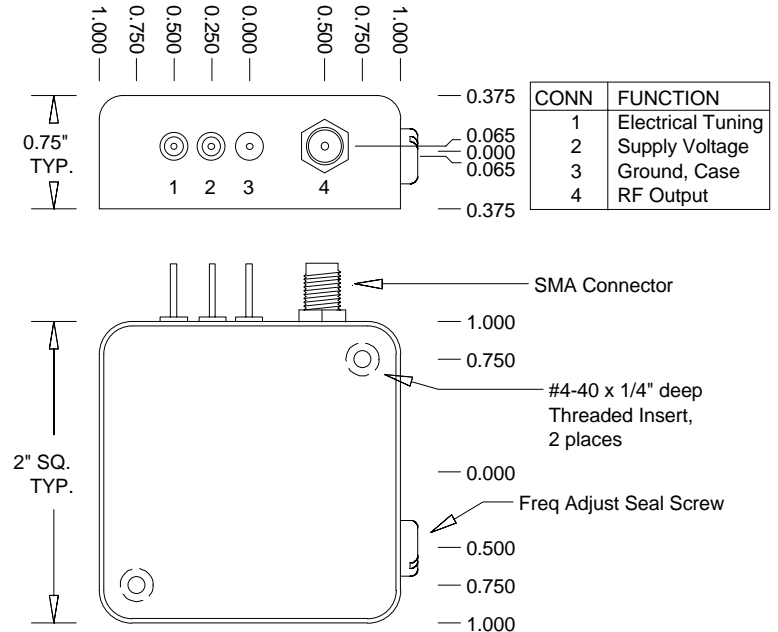 1.000
0.750
0.500
0.250
0.000
0.500
0.750
1.000
0.75"
TYP.
1 2 3 4
0.375
0.065
0.000
0.065
0.375
CONN FUNCTION
1 Electrical Tuning
2 Supply Voltage
3 Ground, Case
4 RF Output
SMA Connector
1.000
0.750
#4-40 x 1/4" deep
Threaded Insert,
2 places
2" SQ.
TYP.
0.000
Freq Adjust Seal Screw
0.500
0.750
1.000